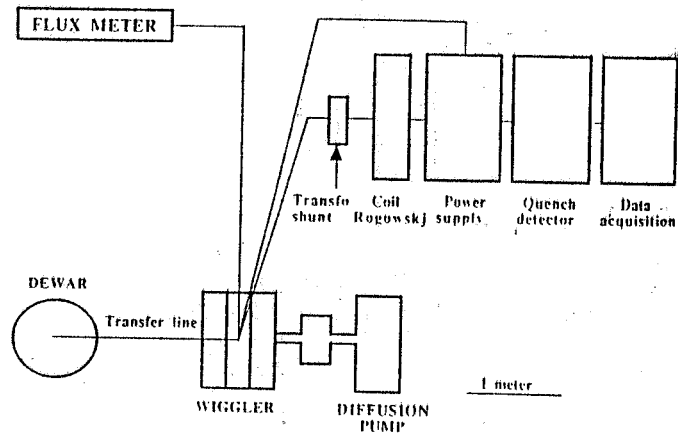 FLUX METER
Transfo
shunt
Coil
Rogowski
Power
supply
Quench
detector
Data
acquisition
DEWAR
Transfer line
WIGGLER
DIFFUSION
PUMP
1 meter